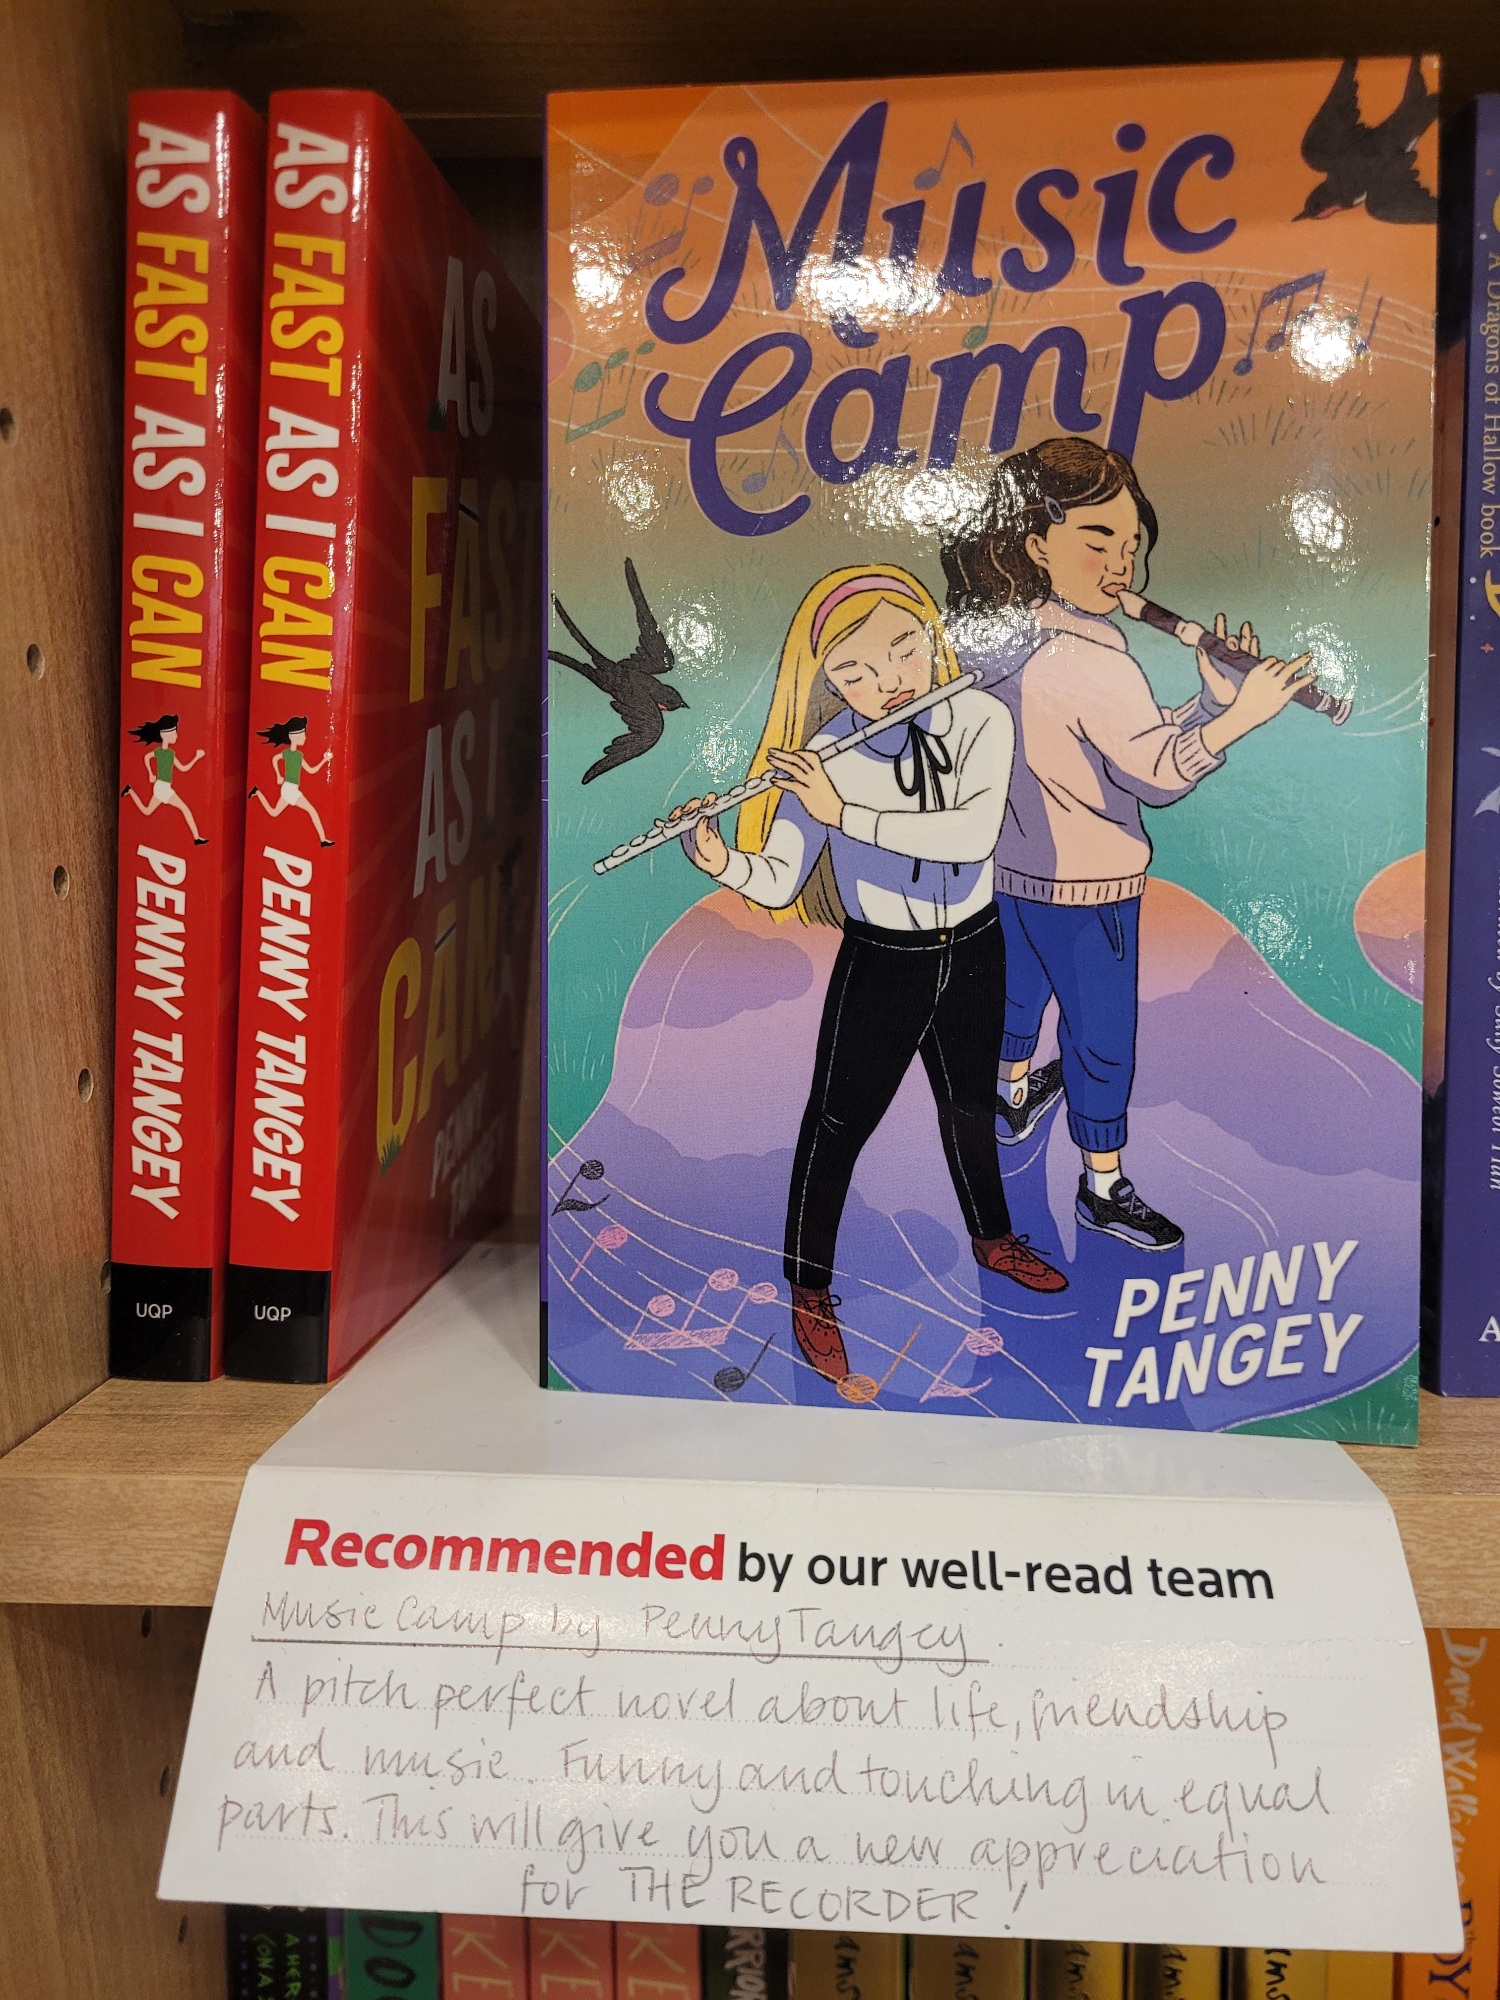 AS FAST AS I CAN PENNY TANGEY
UQP
AS FAST AS I CAN PENNY TANGEY
UQP
AS
FAST
AS I
CAN
PENNY
TANGEY
Music
Camp
PENNY
TANGEY
A Dragons of Hallow book
Recommended by our well-read team
Music Camp by Penny Tangey.
A pitch perfect novel about life, friendship
and music. Funny and touching in equal
parts. This will give you a new appreciation
for THE RECORDER!
David Walliams